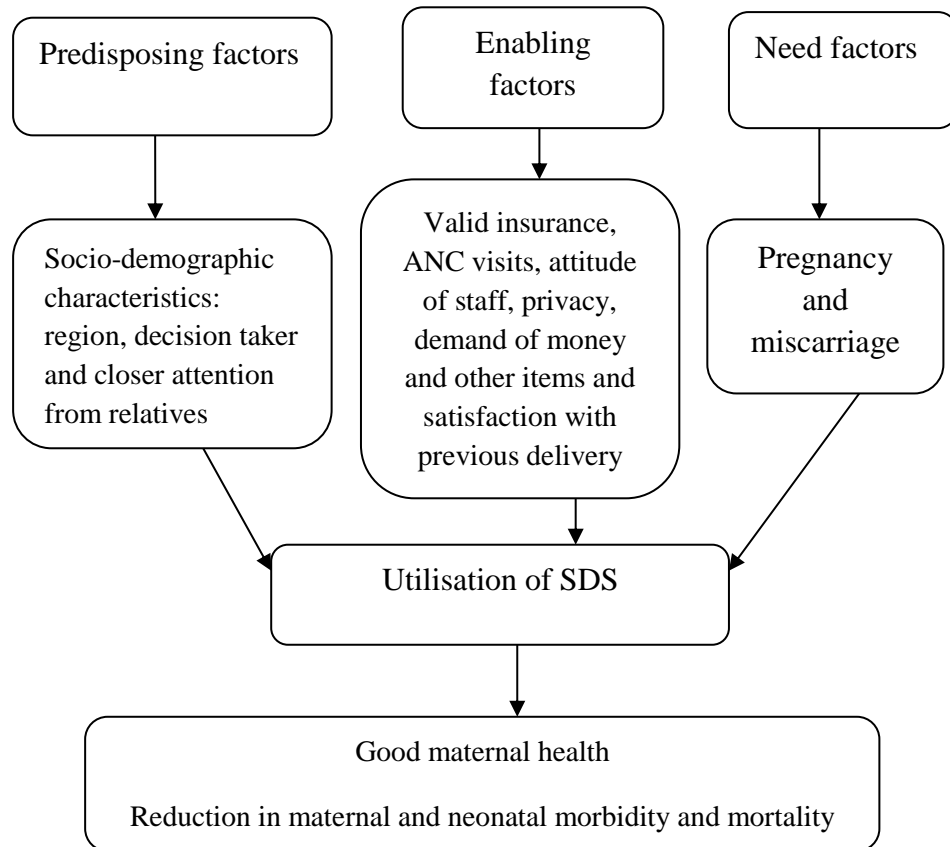 Predisposing factors
Enabling
factors
Need factors
Socio-demographic
characteristics:
region, decision taker
and closer attention
from relatives
Valid insurance,
ANC visits, attitude
of staff, privacy,
demand of money
and other items and
satisfaction with
previous delivery
Pregnancy
and
miscarriage
Utilisation of SDS
Good maternal health
Reduction in maternal and neonatal morbidity and mortality